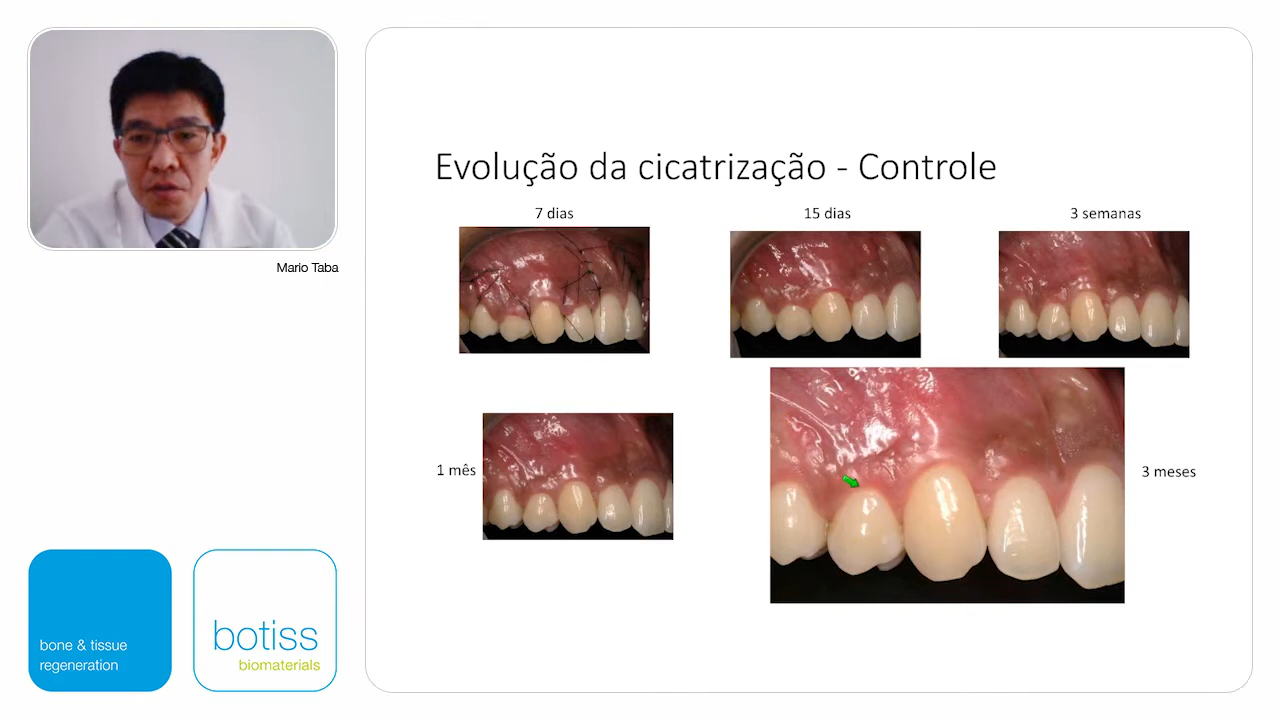 Mario Taba
Evolução da cicatrização - Controle
7 dias
15 dias
3 semanas
1 mês
3 meses
bone & tissue
regeneration
botiss
biomaterials